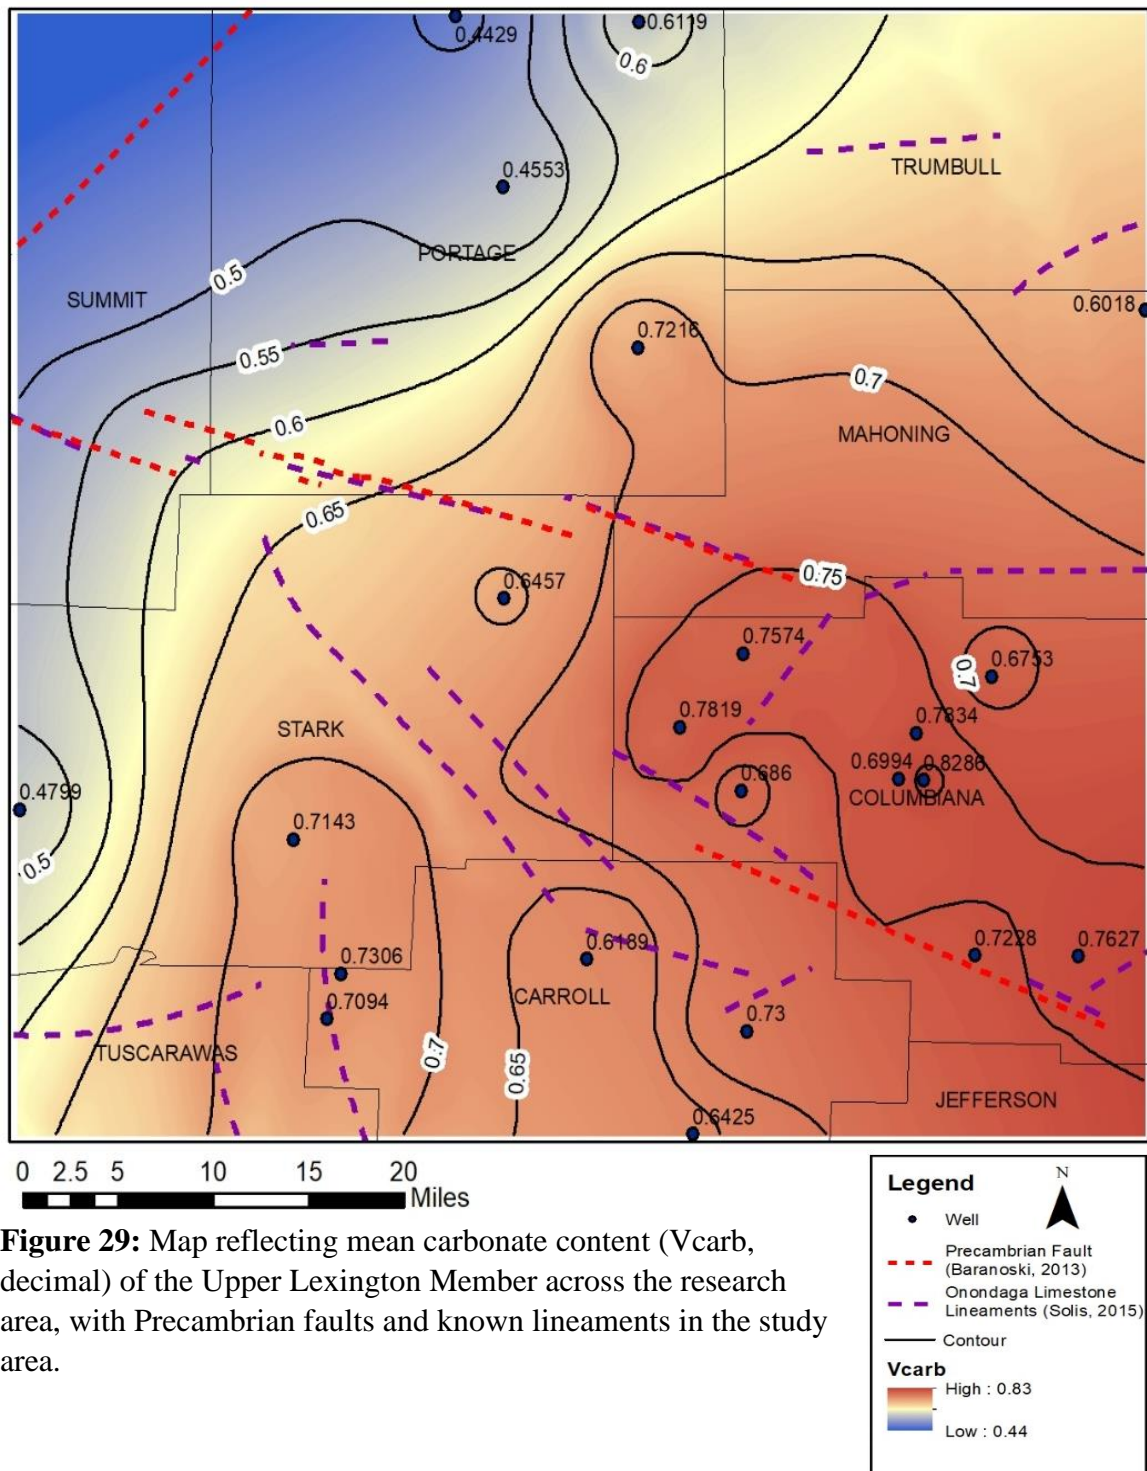 0.4429
0.6119
0.6
0.4553
TRUMBULL
PORTAGE
0.5
SUMMIT
0.6018
0.7216
0.55
0.7
0.6
MAHONING
0.65
0.75
0.6457
0.7574
0.7
0.6753
0.7819
0.7834
STARK
0.686
0.6994
0.8286
COLUMBIANA
0.4799
0.7143
0.5
0.7306
0.6189
0.7228
0.7627
0.7094
CARROLL
0.73
TUSCARAWAS
0.7
0.65
JEFFERSON
0.6425
0 2.5 5 10 15 20
Miles
Figure 29: Map reflecting mean carbonate content (Vcarb,
decimal) of the Upper Lexington Member across the research
area, with Precambrian faults and known lineaments in the study
area.
Legend
N
Well
Precambrian Fault
(Baranoski, 2013)
Onondaga Limestone
Lineaments (Solis, 2015)
Contour
Vcarb
High : 0.83
Low : 0.44